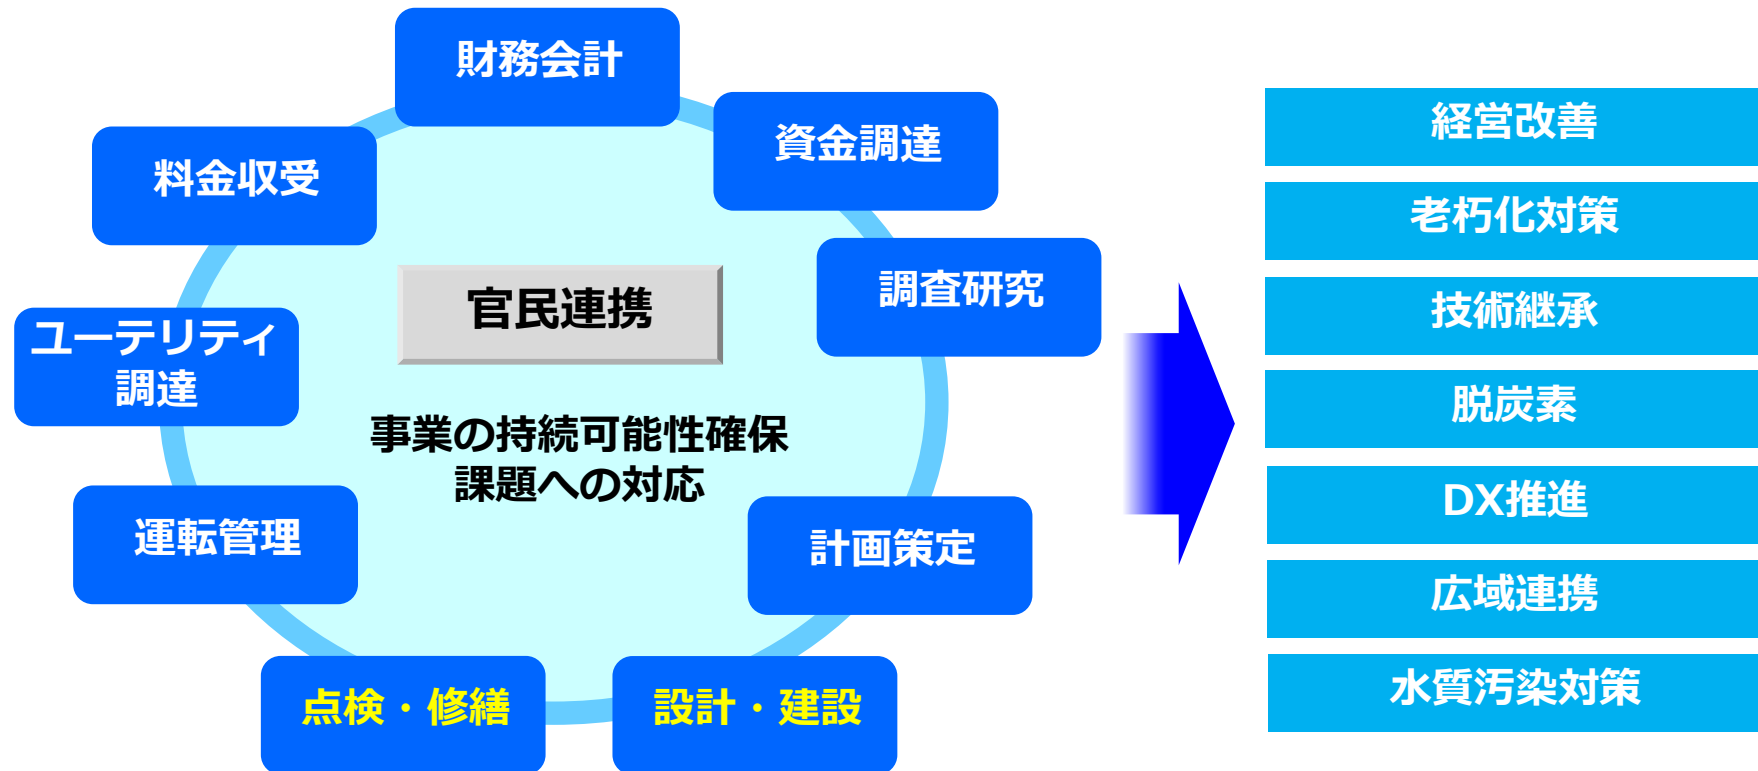 財務会計
資金調達
料金収受
調査研究
官民連携
ユーテリティ
調達
事業の持続可能性確保
課題への対応
運転管理
計画策定
点検・修繕
設計・建設
経営改善
老朽化対策
技術継承
脱炭素
DX推進
広域連携
水質汚染対策